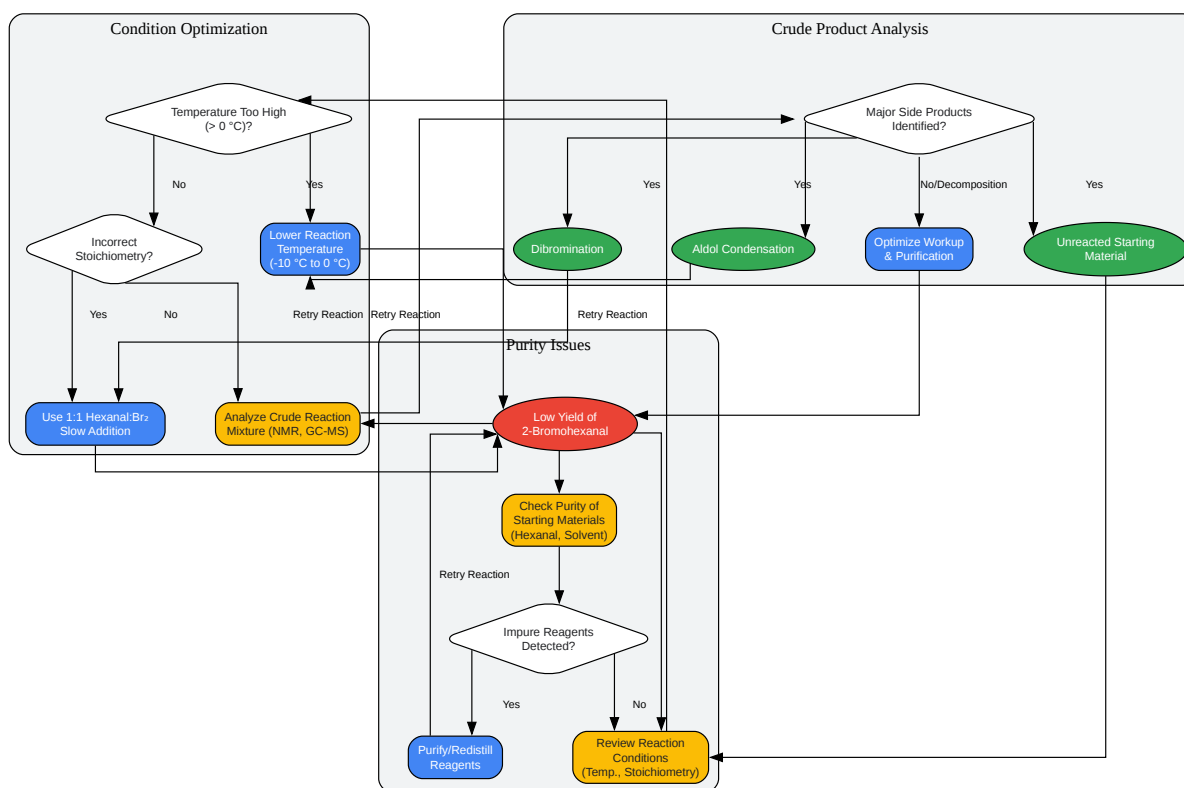 Condition Optimization
Crude Product Analysis
Temperature Too High
(> 0 °C)?
Major Side Products
Identified?
No
Yes
Yes
Yes
No/Decomposition
Yes
Incorrect
Stoichiometry?
Lower Reaction
Temperature
(-10 °C to 0 °C)
Dibromination
Aldol Condensation
Optimize Workup
& Purification
Unreacted Starting
Material
Yes
No
Retry Reaction
Retry Reaction
Retry Reaction
Purity Issues
Use 1:1 Hexanal:Br₂
Slow Addition
Analyze Crude Reaction
Mixture (NMR, GC-MS)
Low Yield of
2-Bromohexanal
Check Purity of
Starting Materials
(Hexanal, Solvent)
Retry Reaction
Impure Reagents
Detected?
Yes
No
Purify/Redistill
Reagents
Review Reaction
Conditions
(Temp., Stoichiometry)